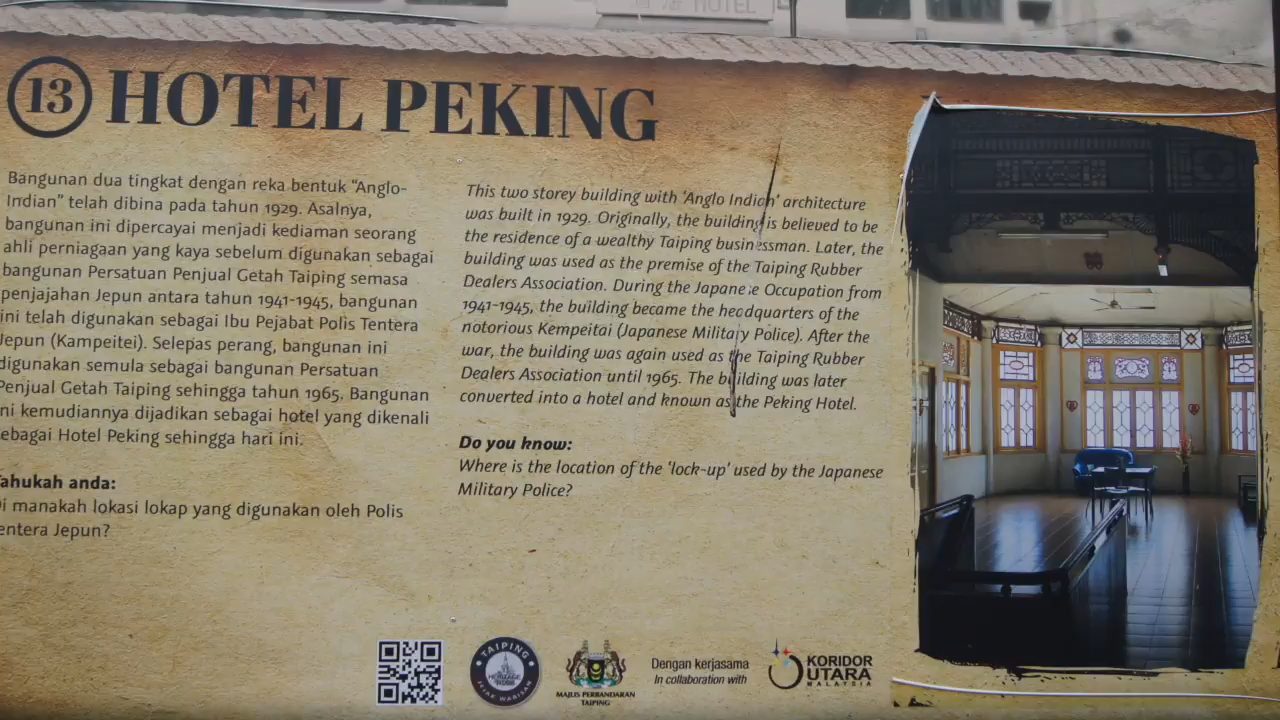 HOTEL
13 HOTEL PEKING
Bangunan dua tingkat dengan reka bentuk “Anglo-
Indian” telah dibina pada tahun 1929. Asalnya,
bangunan ini dipercayai menjadi kediaman seorang
ahli perniagaan yang kaya sebelum digunakan sebagai
bangunan Persatuan Penjual Getah Taiping semasa
penjajahan Jepun antara tahun 1941-1945, bangunan
ini telah digunakan sebagai Ibu Pejabat Polis Tentera
Jepun (Kampeitei). Selepas perang, bangunan ini
digunakan semula sebagai bangunan Persatuan
Penjual Getah Taiping sehingga tahun 1965. Bangunan
ini kemudiannya dijadikan sebagai hotel yang dikenali
sebagai Hotel Peking sehingga hari ini.
Tahukah anda:
Di manakah lokasi lokap yang digunakan oleh Polis
Tentera Jepun?
This two storey building with ‘Anglo Indian’ architecture
was built in 1929. Originally, the building is believed to be
the residence of a wealthy Taiping businessman. Later, the
building was used as the premise of the Taiping Rubber
Dealers Association. During the Japanese Occupation from
1941-1945, the building became the headquarters of the
notorious Kempeitai (Japanese Military Police). After the
war, the building was again used as the Taiping Rubber
Dealers Association until 1965. The building was later
converted into a hotel and known as the Peking Hotel.
Do you know:
Where is the location of the ‘lock-up’ used by the Japanese
Military Police?
TAIPING
JEJAK WARISAN
MAJLIS PERBANDARAN
TAIPING
Dengan kerjasama
In collaboration with
KORIDOR
UTARA
MALAYSIA